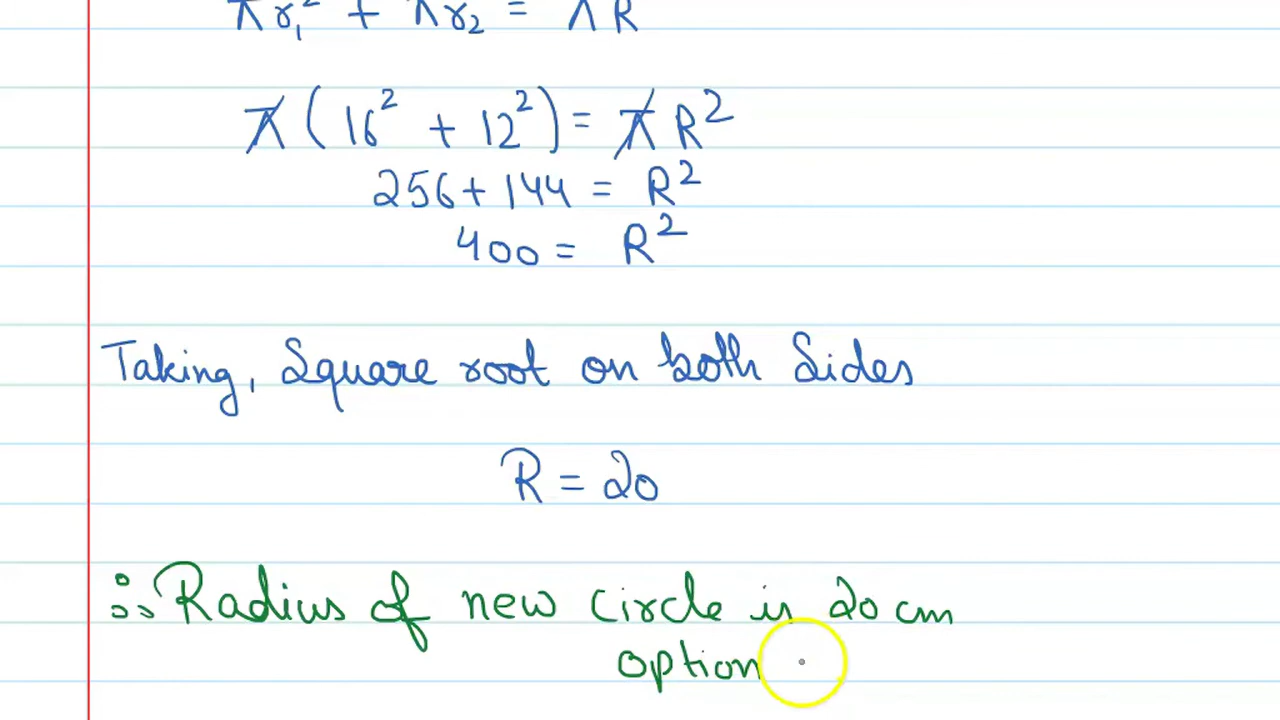 πr₁² + πr₂ = πR
π(16² + 12²) = πR²
256 + 144 = R²
400 = R²
Taking, Square root on both Sides
R = 20
∴ Radius of new circle is 20 cm
option